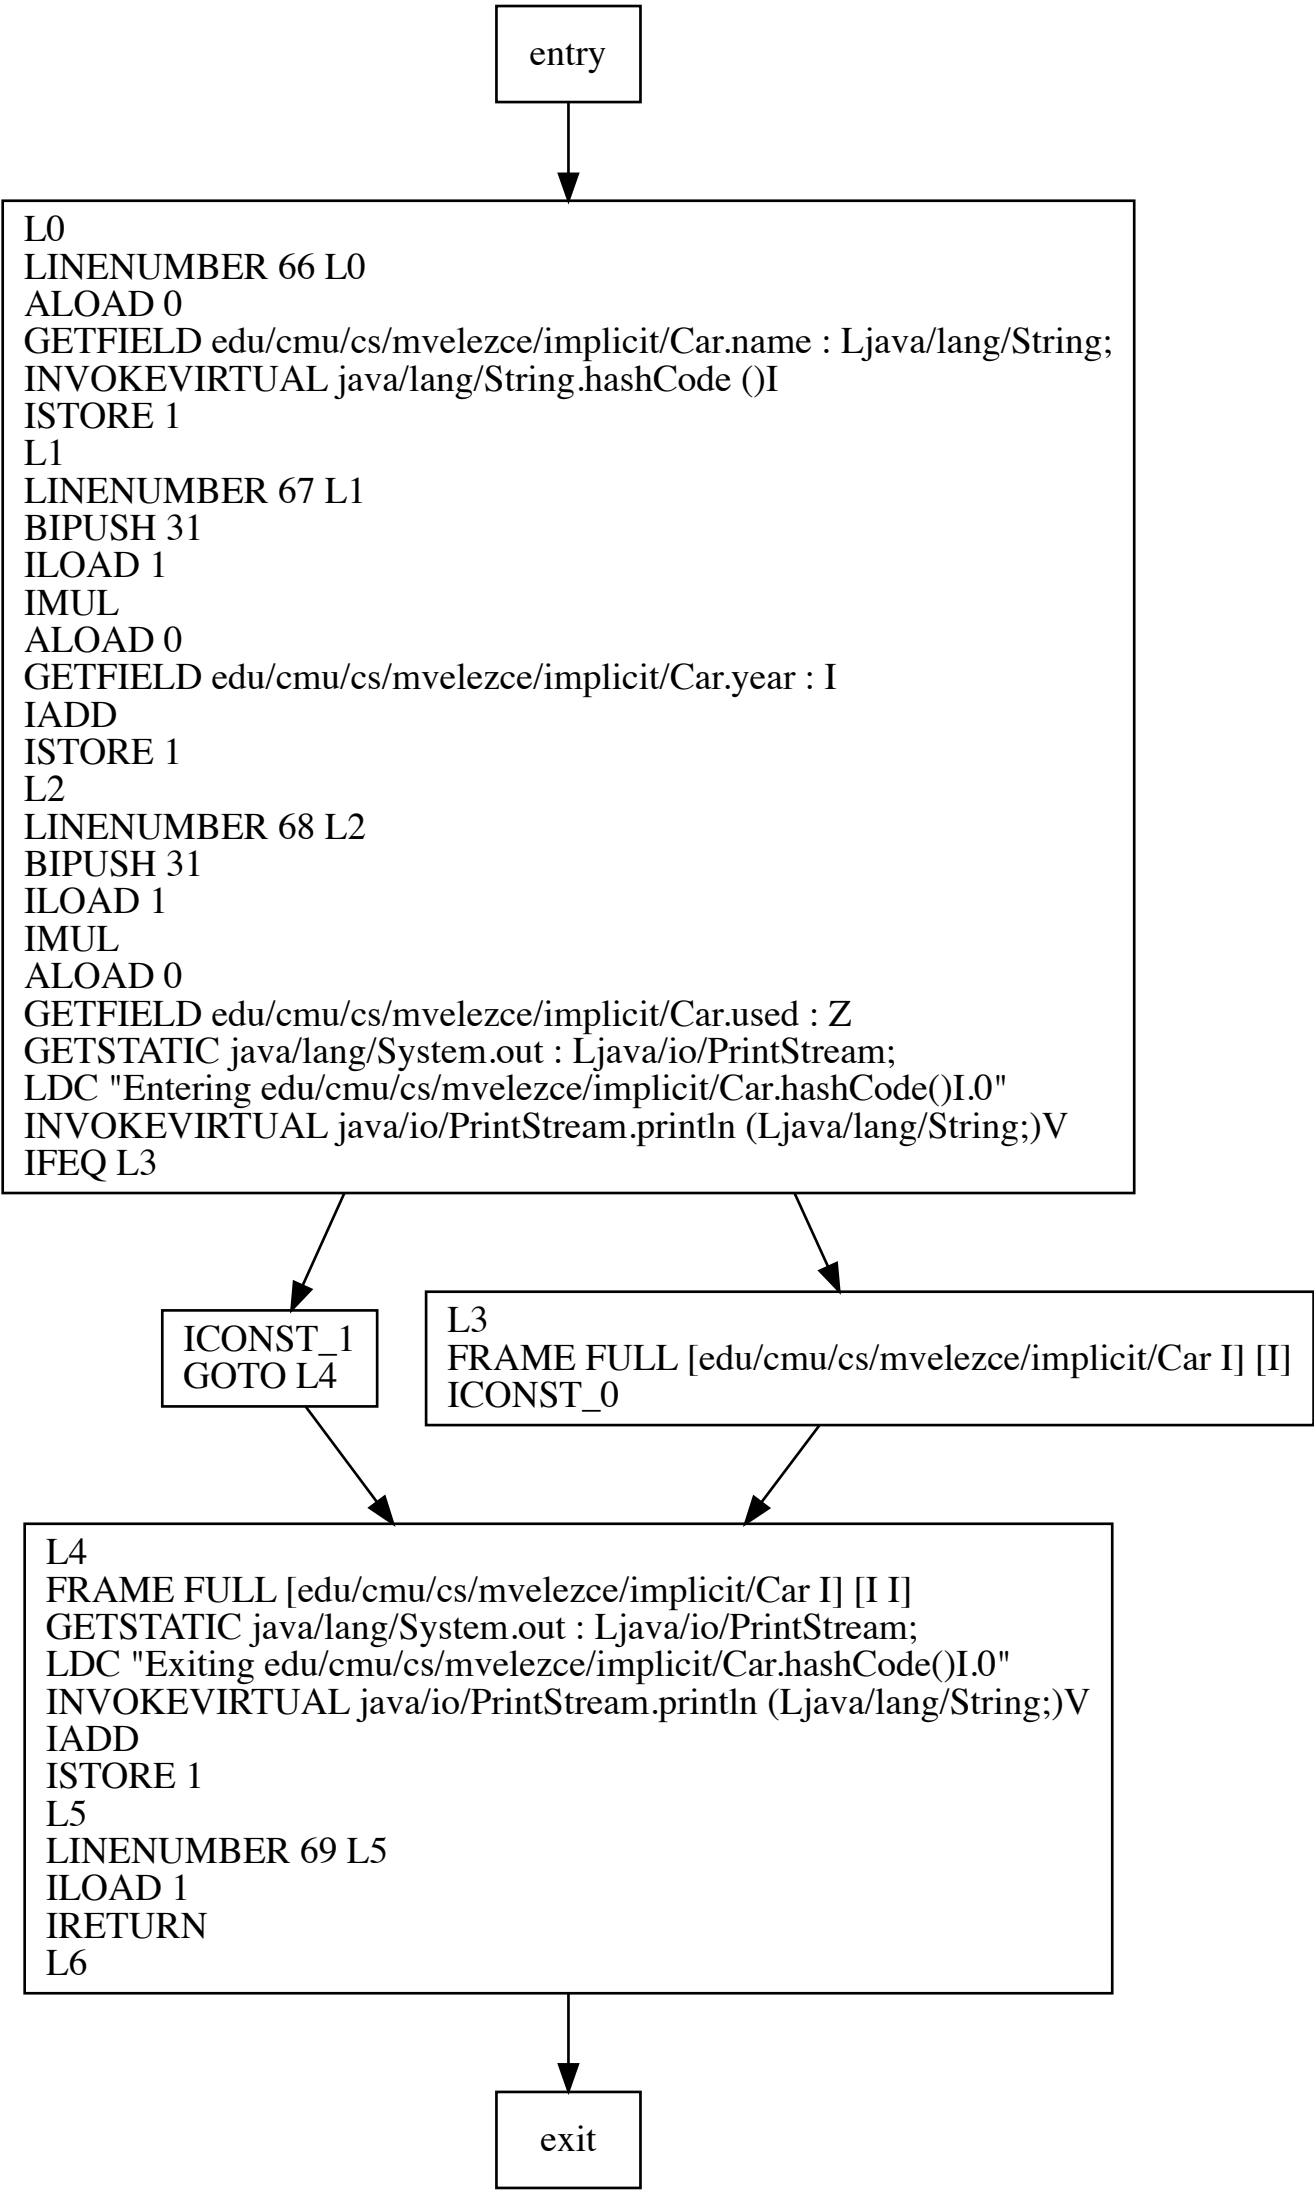 entry
L0
LINENUMBER 66 L0
ALOAD 0
GETFIELD edu/cmu/cs/mvelezce/implicit/Car.name : Ljava/lang/String;
INVOKEVIRTUAL java/lang/String.hashCode ()I
ISTORE 1
L1
LINENUMBER 67 L1
BIPUSH 31
ILOAD 1
IMUL
ALOAD 0
GETFIELD edu/cmu/cs/mvelezce/implicit/Car.year : I
IADD
ISTORE 1
L2
LINENUMBER 68 L2
BIPUSH 31
ILOAD 1
IMUL
ALOAD 0
GETFIELD edu/cmu/cs/mvelezce/implicit/Car.used : Z
GETSTATIC java/lang/System.out : Ljava/io/PrintStream;
LDC "Entering edu/cmu/cs/mvelezce/implicit/Car.hashCode()I.0"
INVOKEVIRTUAL java/io/PrintStream.println (Ljava/lang/String;)V
IFEQ L3
ICONST_1
GOTO L4
L3
FRAME FULL [edu/cmu/cs/mvelezce/implicit/Car I] [I]
ICONST_0
L4
FRAME FULL [edu/cmu/cs/mvelezce/implicit/Car I] [I I]
GETSTATIC java/lang/System.out : Ljava/io/PrintStream;
LDC "Exiting edu/cmu/cs/mvelezce/implicit/Car.hashCode()I.0"
INVOKEVIRTUAL java/io/PrintStream.println (Ljava/lang/String;)V
IADD
ISTORE 1
L5
LINENUMBER 69 L5
ILOAD 1
IRETURN
L6
exit